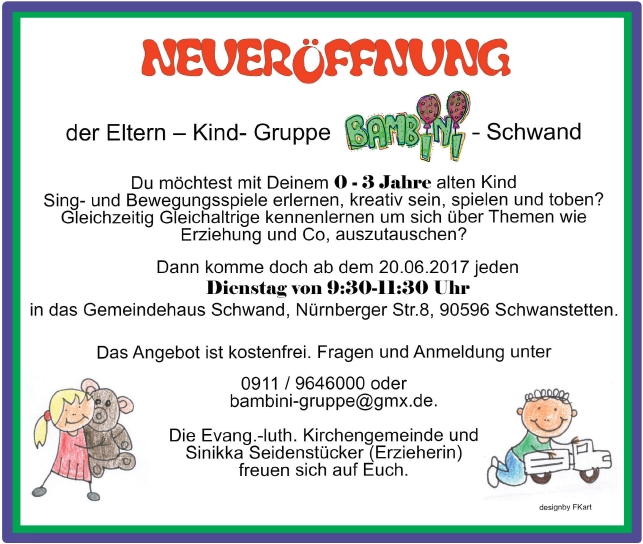 NEUERÖFFNUNG
der Eltern – Kind- Gruppe BAMBiNi - Schwand
Du möchtest mit Deinem 0 - 3 Jahre alten Kind
Sing- und Bewegungsspiele erlernen, kreativ sein, spielen und toben?
Gleichzeitig Gleichaltrige kennenlernen um sich über Themen wie
Erziehung und Co, auszutauschen?
Dann komme doch ab dem 20.06.2017 jeden
Dienstag von 9:30-11:30 Uhr
in das Gemeindehaus Schwand, Nürnberger Str.8, 90596 Schwanstetten.
Das Angebot ist kostenfrei. Fragen und Anmeldung unter
0911 / 9646000 oder
bambini-gruppe@gmx.de.
Die Evang.-luth. Kirchengemeinde und
Sinikka Seidenstücker (Erzieherin)
freuen sich auf Euch.
designby FKart